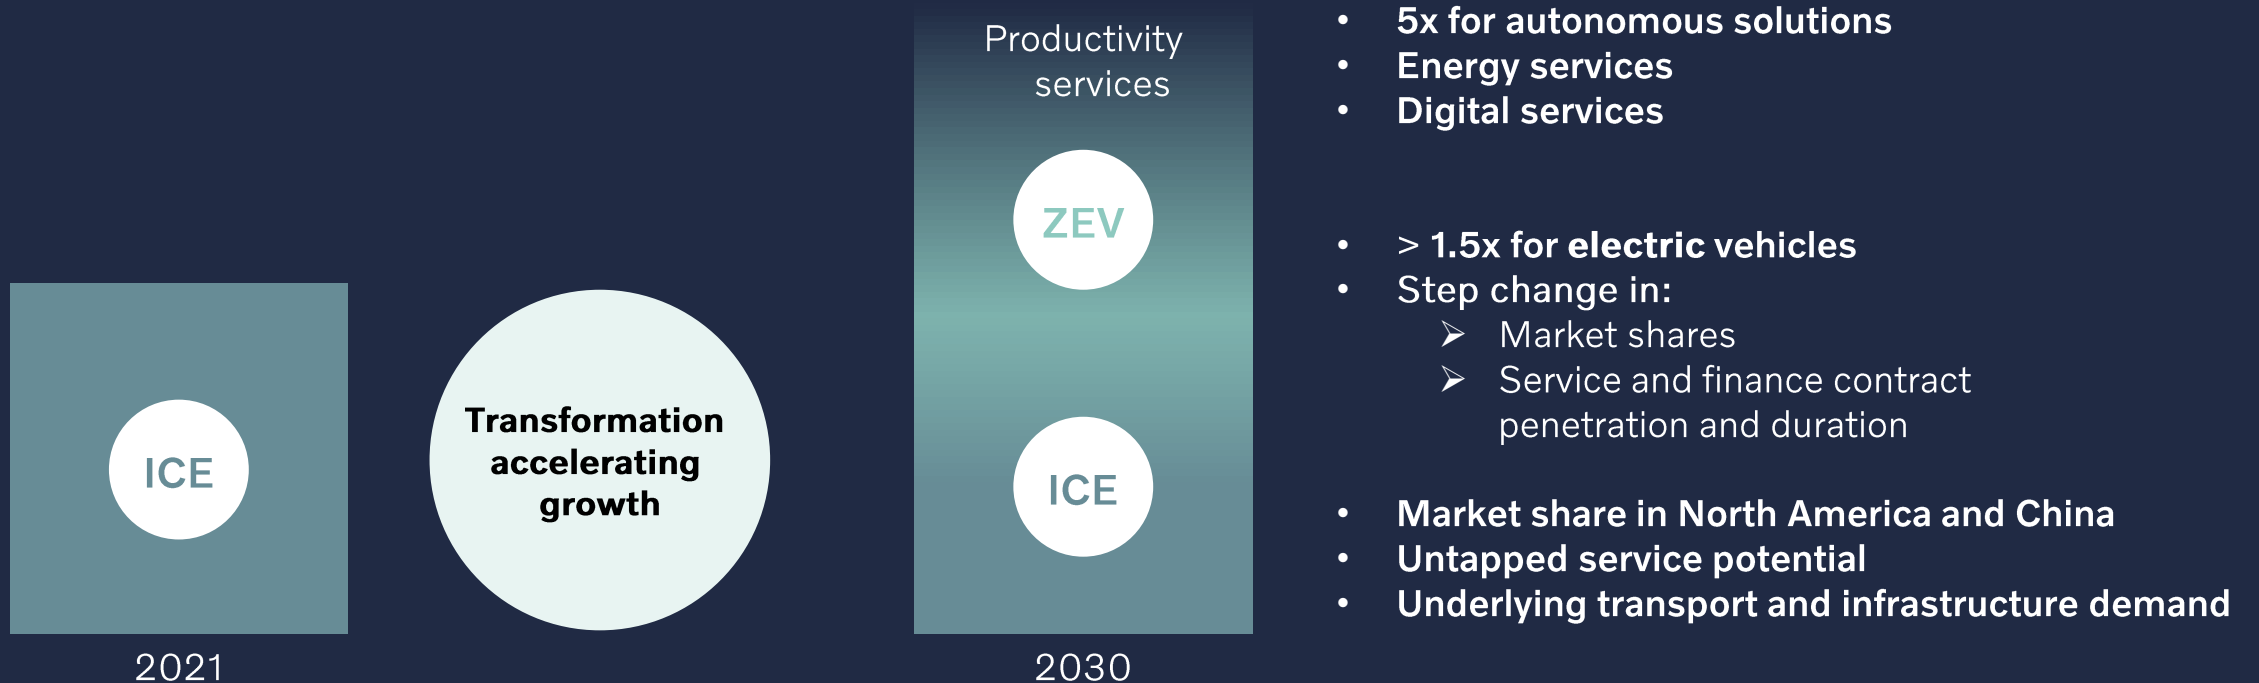 ICE
2021
Transformation
accelerating
growth
Productivity
services
ZEV
ICE
2030
• 5x for autonomous solutions
• Energy services
• Digital services
• > 1.5x for electric vehicles
• Step change in:
➢ Market shares
➢ Service and finance contract
penetration and duration
• Market share in North America and China
• Untapped service potential
• Underlying transport and infrastructure demand